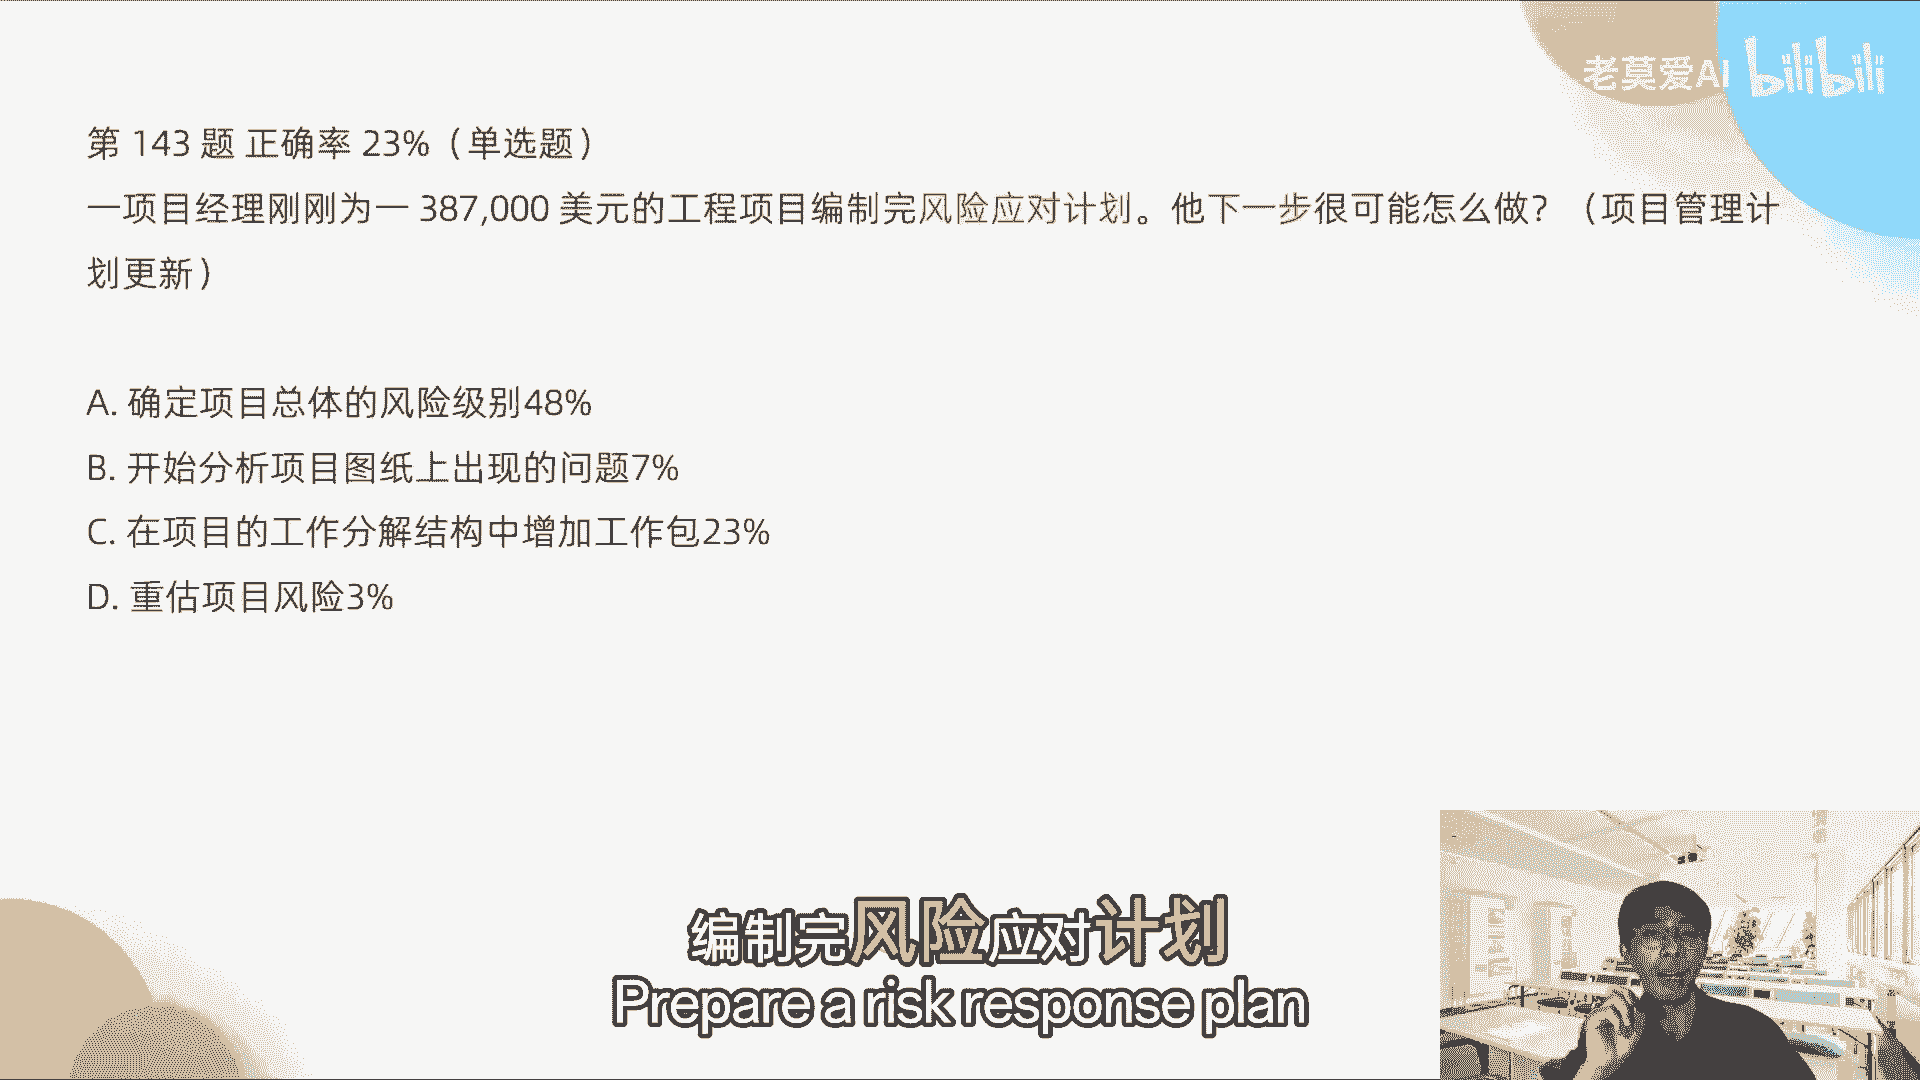 老莫爱AI bilibili
第 143 题 正确率 23%（单选题）
一项目经理刚刚为一 387,000 美元的工程项目编制完风险应对计划。他下一步很可能怎么做？（项目管理计
划更新）
A. 确定项目总体的风险级别48%
B. 开始分析项目图纸上出现的问题7%
C. 在项目的工作分解结构中增加工作包23%
D. 重估项目风险3%
编制完风险应对计划
Prepare a risk response plan